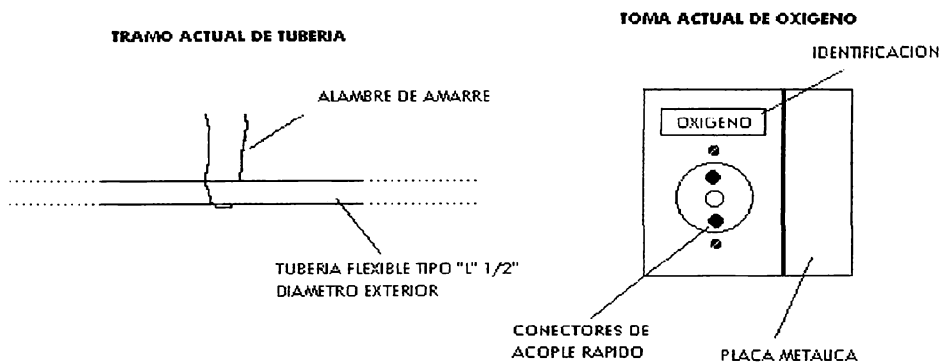 TRAMO ACTUAL DE TUBERIA
ALAMBRE DE AMARRE
TUBERIA FLEXIBLE TIPO "L" 1/2"
DIAMETRO EXTERIOR
TOMA ACTUAL DE OXIGENO
IDENTIFICACION
OXIGENO
CONECTORES DE
ACOPLE RAPIDO
PLACA METALICA